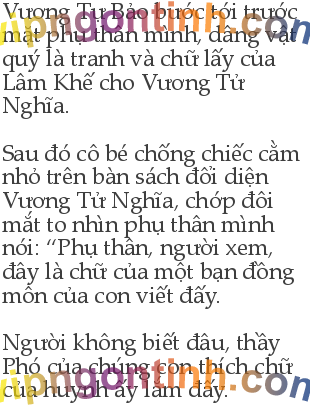 Vương Tử Bảo bước tới trước
mặt phụ thân mình, dâng vật
quý là tranh và chữ lấy của
Lâm Khế cho Vương Tử
Nghĩa.
Sau đó cô bé chống chiếc cằm
nhỏ trên bàn sách đối diện
Vương Tử Nghĩa, chớp đôi
mắt to nhìn phụ thân mình
nói: “Phụ thân, người xem,
đây là chữ của một bạn đồng
môn của con viết đấy.
Người không biết đâu, thầy
Phó của chúng con thích chữ
của huynh ấy lắm đấy.